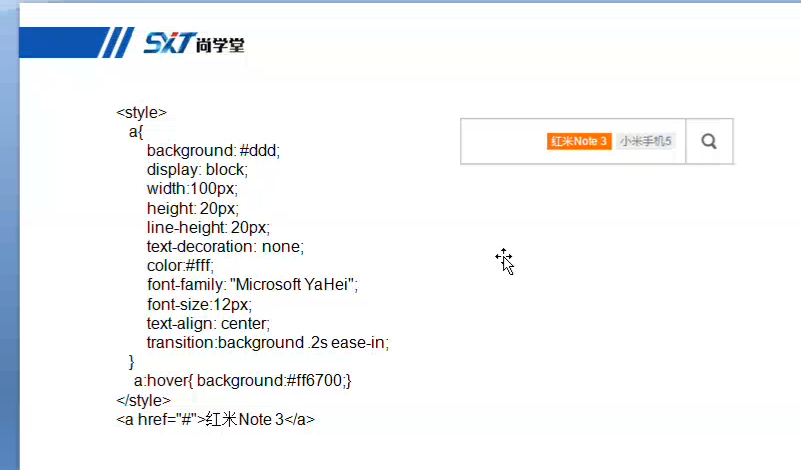 SXT 尚学堂
<style>
a{
background: #ddd;
display: block;
width:100px;
height: 20px;
line-height: 20px;
text-decoration: none;
color:#fff;
font-family: "Microsoft YaHei";
font-size:12px;
text-align: center;
transition:background .2s ease-in;
}
a:hover{ background:#ff6700;}
</style>
<a href="#">红米Note 3</a>
红米Note 3 小米手机5